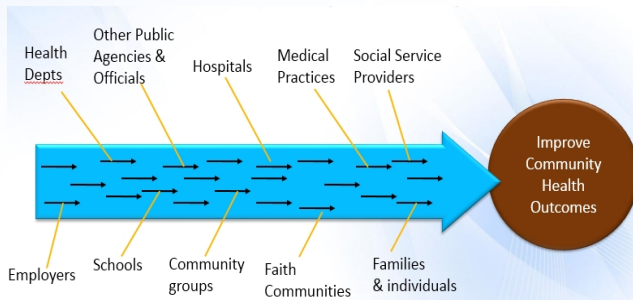 Health
Depts
Other Public
Agencies &
Officials
Hospitals
Medical
Practices
Social Service
Providers
Improve
Community
Health
Outcomes
Employers
Schools
Community
groups
Faith
Communities
Families
& individuals